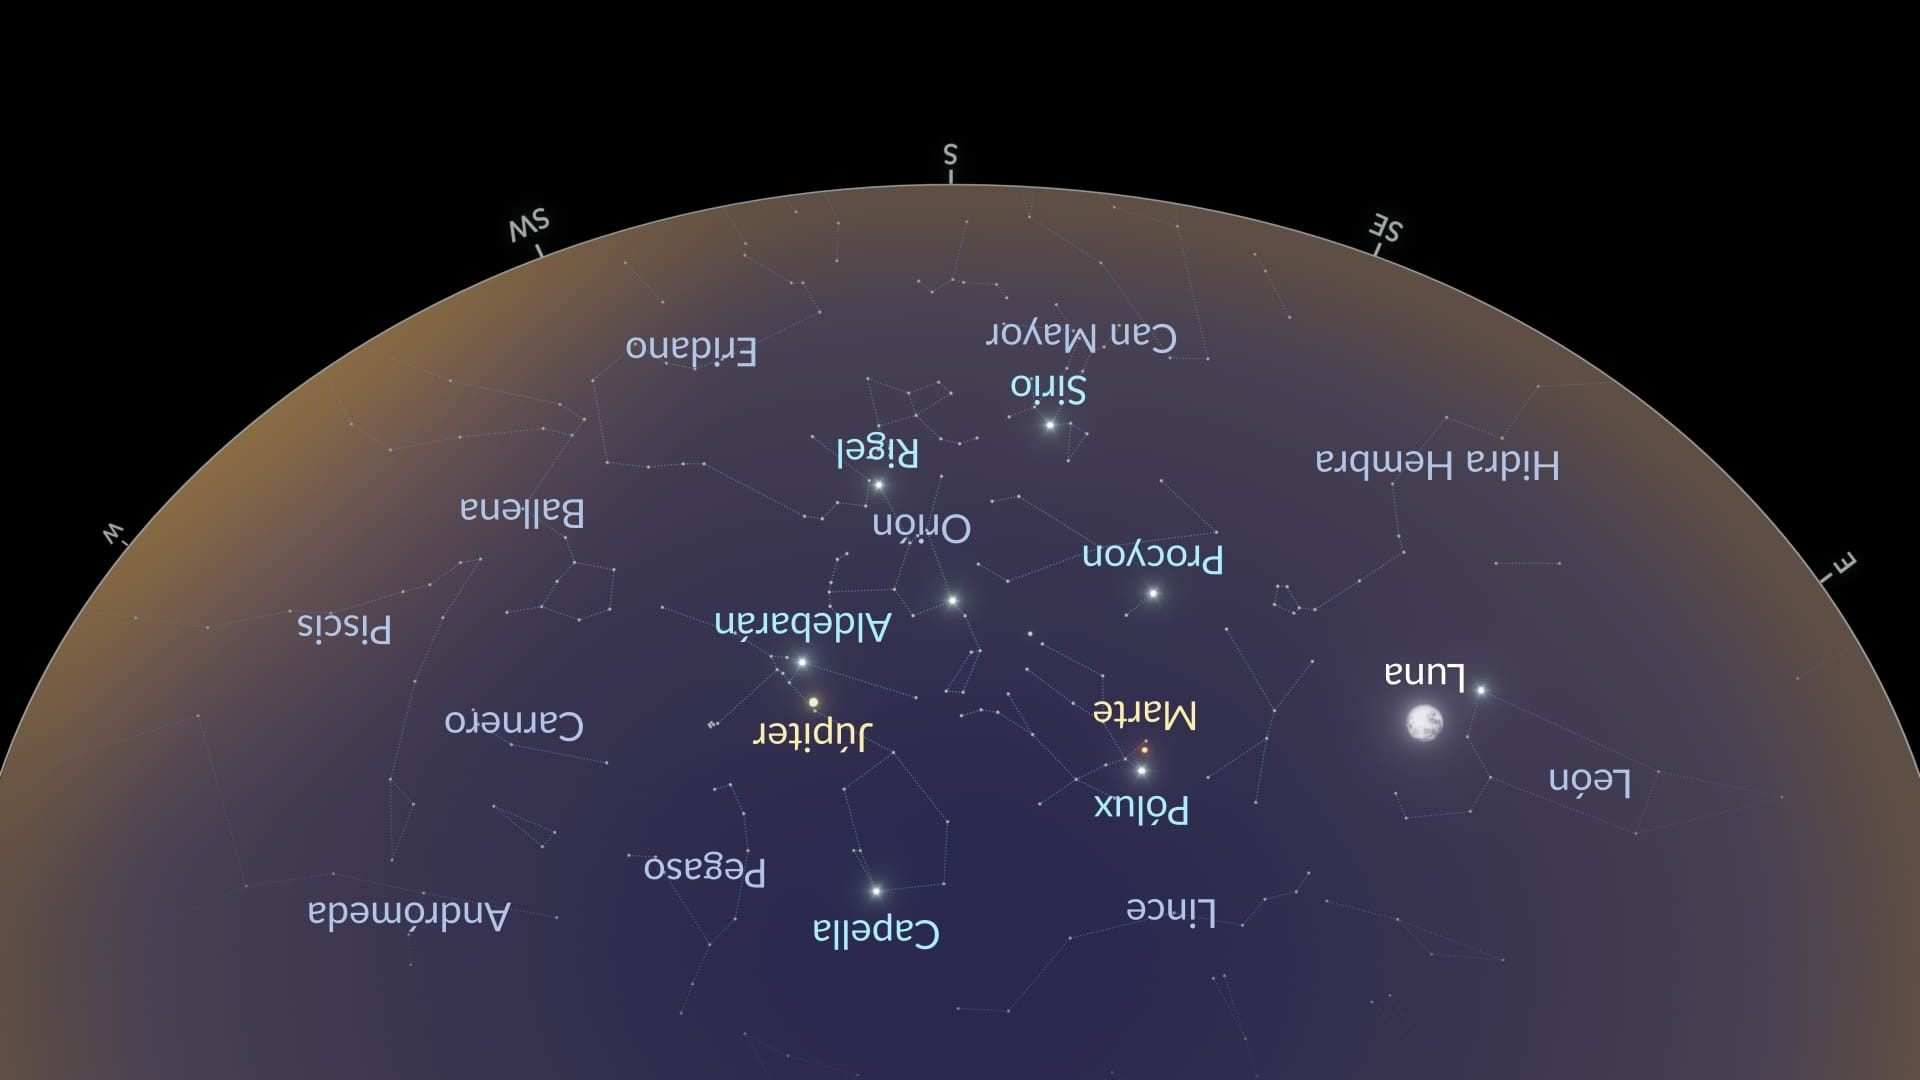 S
SW
SE
W
E
Can Mayor
Eridano
Sirio
Rigel
Hidra Hembra
Ballena
Orión
Procyon
Aldebarán
Piscis
Luna
Marte
Carnero
Júpiter
León
Pólux
Pegaso
Lince
Andrómeda
Capella